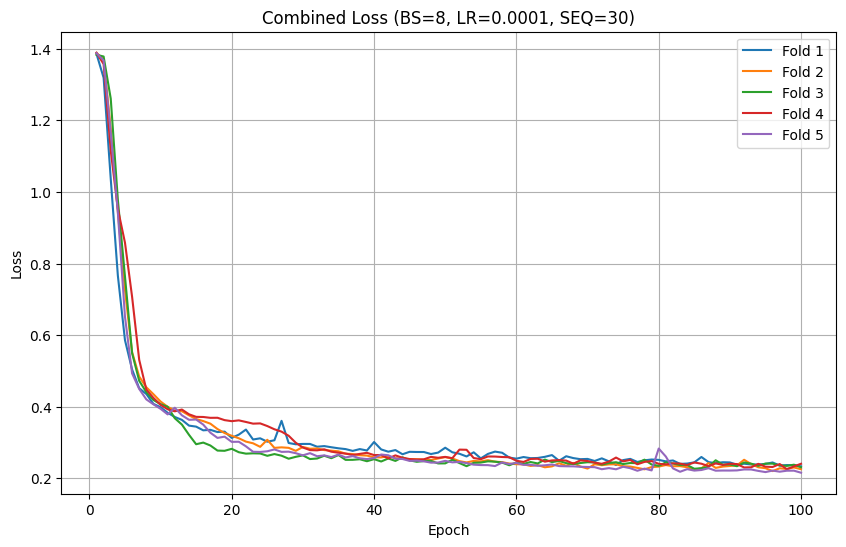 Combined Loss (BS=8, LR=0.0001, SEQ=30)
Fold 1
Fold 2
Fold 3
Fold 4
Fold 5
Loss
1.4
1.2
1.0
0.8
0.6
0.4
0.2
0 20 40 60 80 100
Epoch